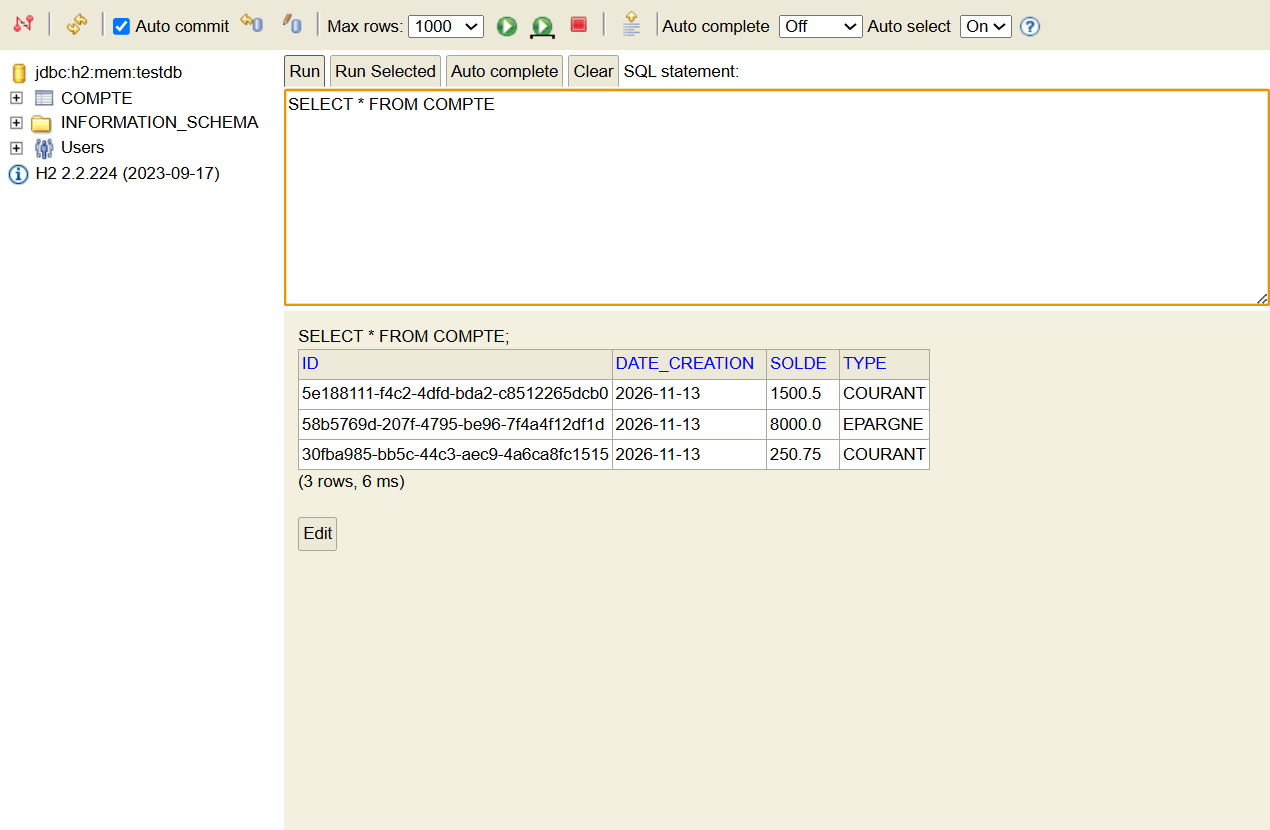 Auto commit Max rows: 1000 Auto complete Off Auto select On
jdbc:h2:mem:testdb
COMPTE
INFORMATION_SCHEMA
Users
H2 2.2.224 (2023-09-17)
Run Run Selected Auto complete Clear SQL statement:
SELECT * FROM COMPTE
SELECT * FROM COMPTE;
ID DATE_CREATION SOLDE TYPE
5e188111-f4c2-4dfd-bda2-c8512265dcb0 2026-11-13 1500.5 COURANT
58b5769d-207f-4795-be96-7f4a4f12df1d 2026-11-13 8000.0 EPARGNE
30fba985-bb5c-44c3-aec9-4a6ca8fc1515 2026-11-13 250.75 COURANT
(3 rows, 6 ms)
Edit